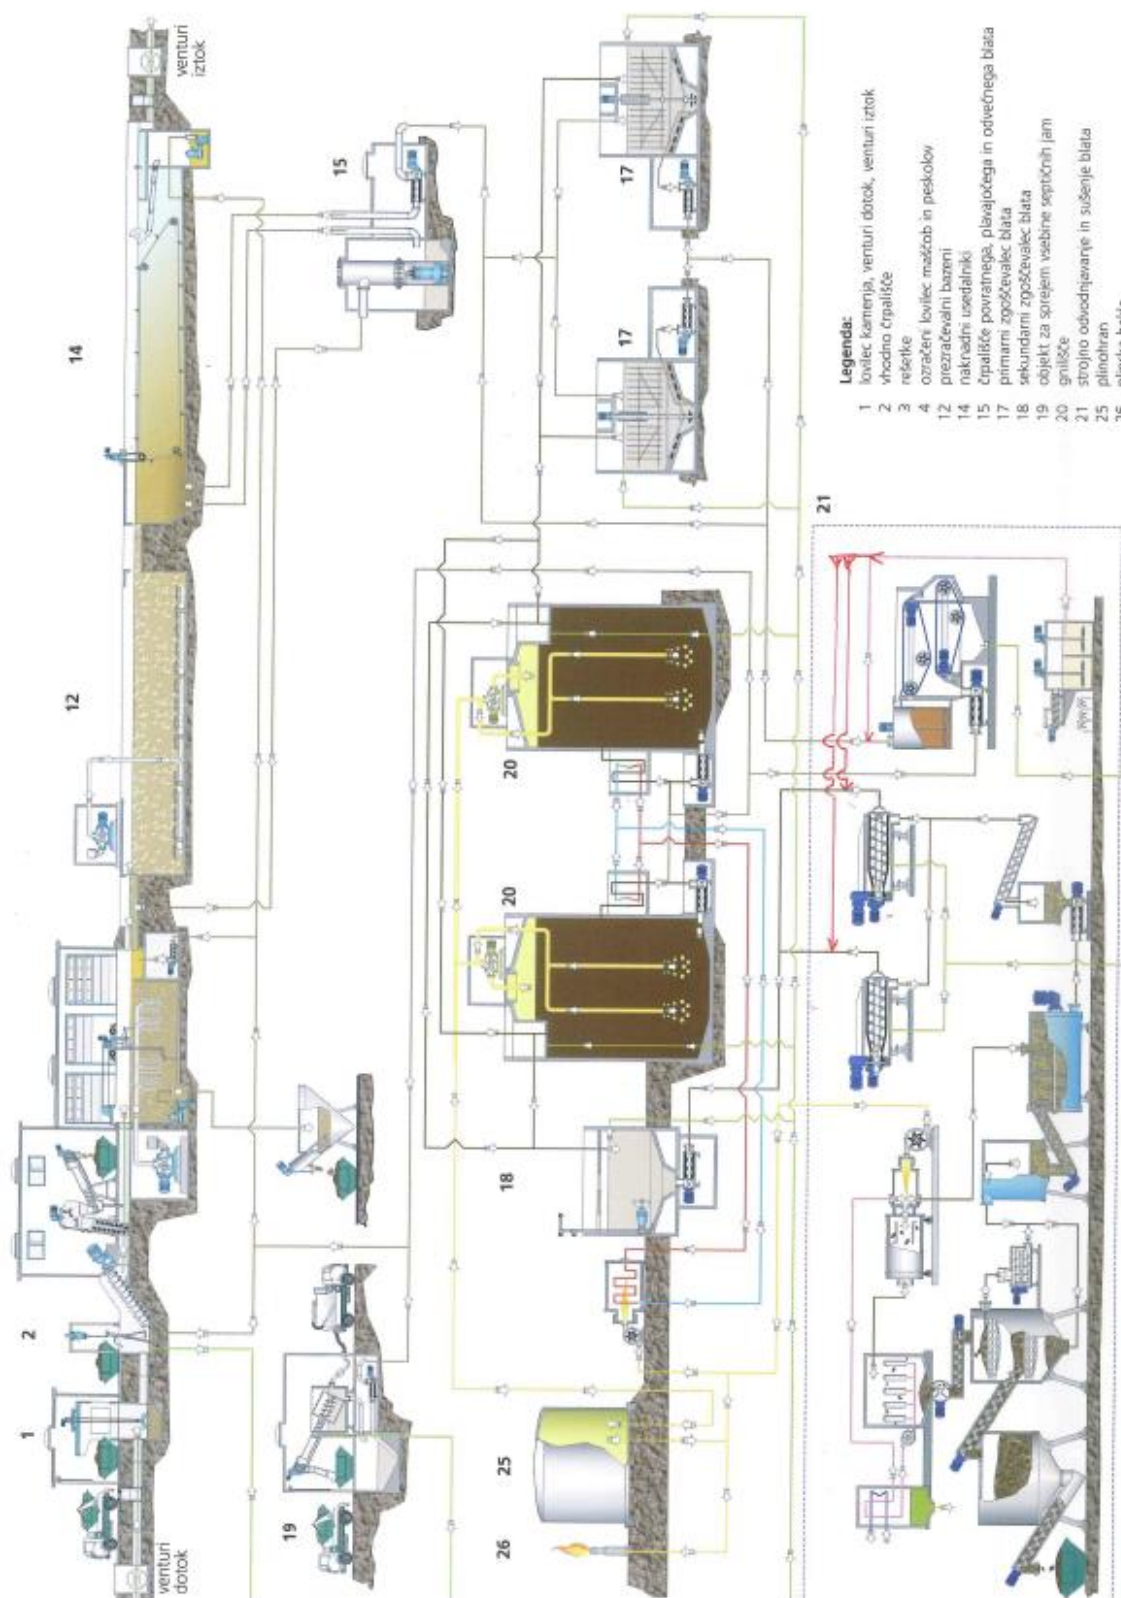 venturi
dotok
1
2
12
14
venturi
iztok
19
15
26
25
18
20
20
17
17
21
Legenda:
1 lovilec kamenja, venturi dotok, venturi iztok
2 vhodno črpališče
3 rešetke
4 ozračeni lovilec maščob in peskolov
12 prezračevalni bazeni
14 naknadni usedalniki
15 črpališče povratnega, plavajočega in odvečnega blata
17 primarni zgoščevalec blata
18 sekundarni zgoščevalec blata
19 objekt za sprejem vsebine septičnih jam
20 gnilišče
21 strojno odvodnjavanje in sušenje blata
25 plinohran
26